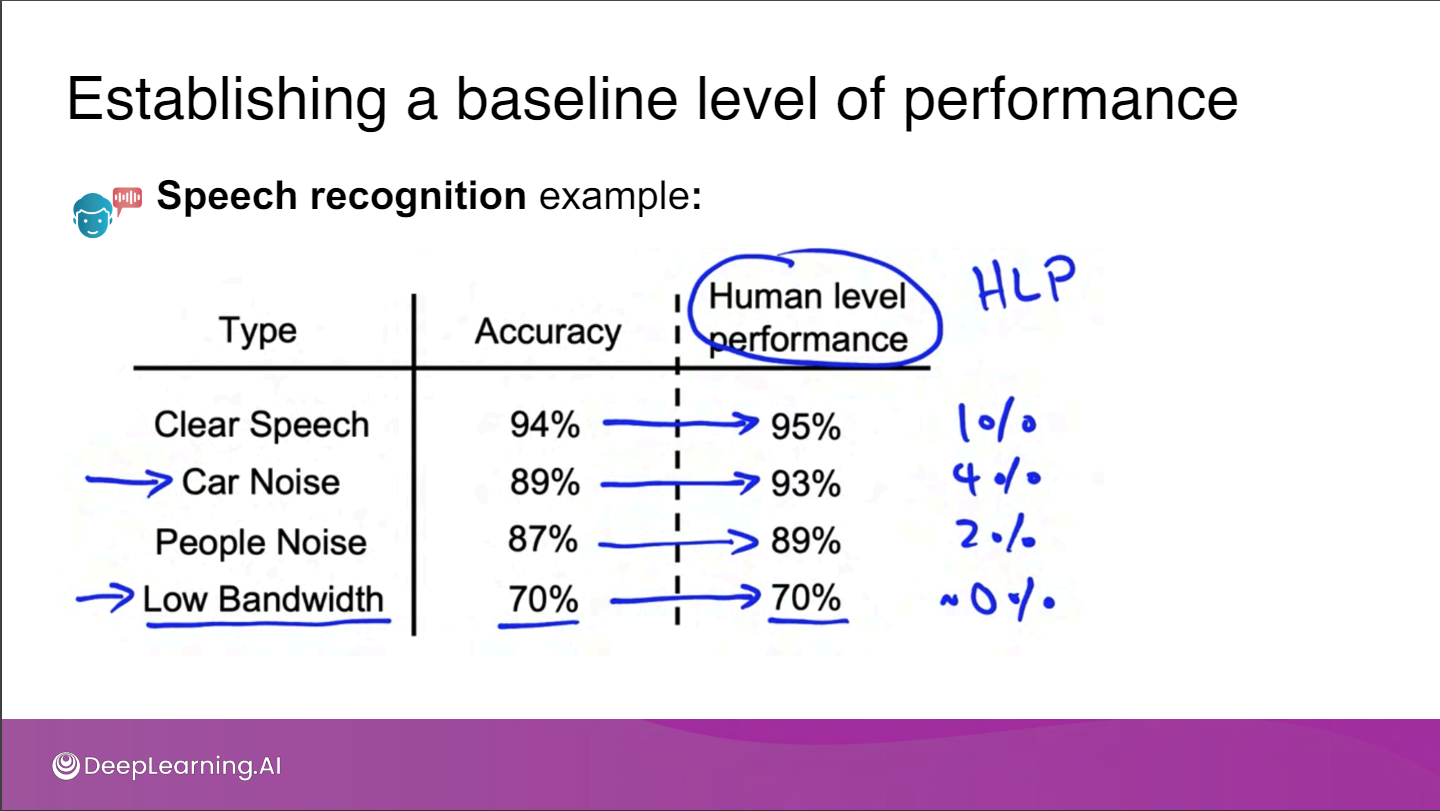 Establishing a baseline level of performance
Speech recognition example:
Type Accuracy Human level performance HLP
Clear Speech 94% 95% 1%
Car Noise 89% 93% 4%
People Noise 87% 89% 2%
Low Bandwidth 70% 70% ~0%
DeepLearning.AI